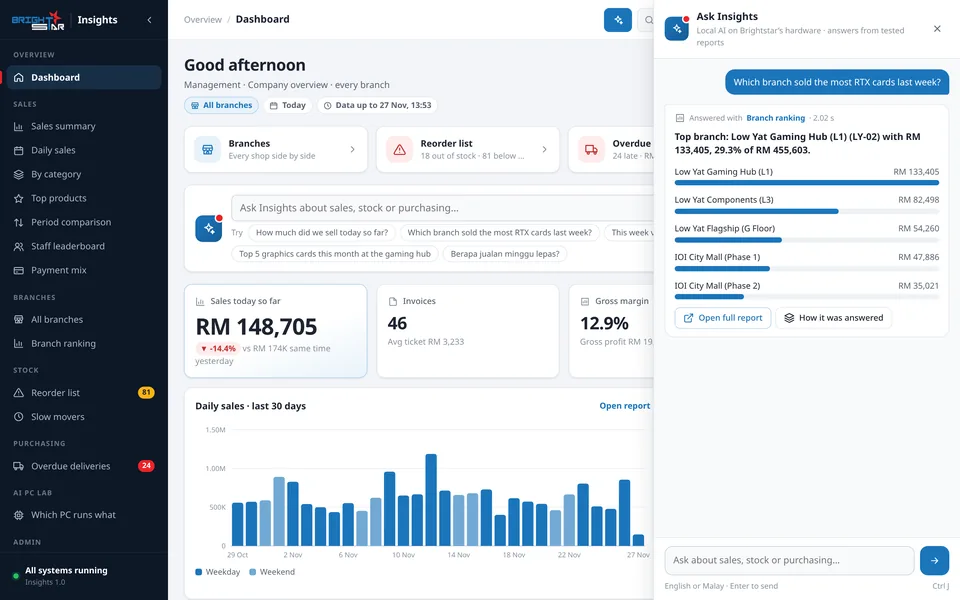 BRIGHT STAR
Insights
OVERVIEW
Dashboard
SALES
Sales summary
Daily sales
By category
Top products
Period comparison
Staff leaderboard
Payment mix
BRANCHES
All branches
Branch ranking
STOCK
Reorder list 81
Slow movers
PURCHASING
Overdue deliveries 24
AI PC LAB
Which PC runs what
ADMIN
All systems running
Insights 1.0
Overview / Dashboard
Good afternoon
Management · Company overview · every branch
All branches
Today
Data up to 27 Nov, 13:53
Branches
Every shop side by side
Reorder list
18 out of stock · 81 below ...
Overdue
24 late · RM
Ask Insights about sales, stock or purchasing...
Try
How much did we sell today so far?
Which branch sold the most RTX cards last week?
This week v
Top 5 graphics cards this month at the gaming hub
Berapa jualan minggu lepas?
Sales today so far
RM 148,705
▼ -14.4% vs RM 174K same time
yesterday
Invoices
46
Avg ticket RM 3,233
Gross margin
12.9%
Gross profit RM 19
Daily sales · last 30 days
Open report
1.50M
1.00M
500K
0
29 Oct 2 Nov 6 Nov 10 Nov 14 Nov 18 Nov 22 Nov 27 Nov
Weekday Weekend
Ask Insights
Local AI on Brightstar's hardware · answers from tested
reports
Which branch sold the most RTX cards last week?
Answered with Branch ranking · 2.02 s
Top branch: Low Yat Gaming Hub (L1) (LY-02) with RM
133,405, 29.3% of RM 455,603.
Low Yat Gaming Hub (L1) RM 133,405
Low Yat Components (L3) RM 82,498
Low Yat Flagship (G Floor) RM 54,260
IOI City Mall (Phase 1) RM 47,886
IOI City Mall (Phase 2) RM 35,021
Open full report
How it was answered
Ask about sales, stock or purchasing...
English or Malay · Enter to send
Ctrl J